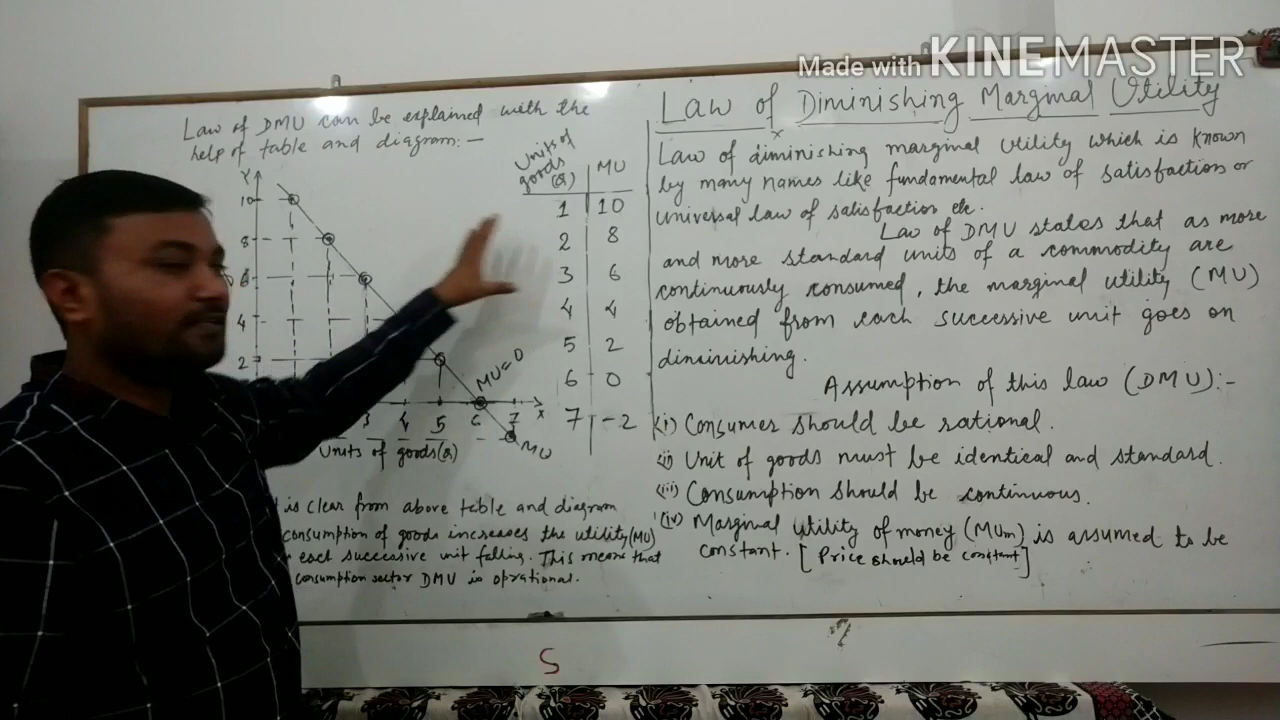 Made with KINEMASTER
Law of DMU can be explained with the
help of table and diagram:-
Y
10
8
6
4
2
3 4 5 6 7 X
MU=0
MU
Units of goods(Q)
Units of
goods
(Q) MU
1 10
2 8
3 6
4 4
5 2
6 0
7 -2
is clear from above table and diagram
consumption of goods increases the utility(MU)
each successive unit falling. This means that
consumption sector DMU is oprational.
Law of Diminishing Marginal Utility
Law of diminishing marginal Utility which is known
by many names like fundamental law of satisfaction or
universal law of satisfaction etc.
Law of DMU states that as more
and more standard units of a commodity are
continuously consumed, the marginal utility (MU)
obtained from each successive unit goes on
diminishing.
Assumption of this law (DMU):-
(i) Consumer should be rational.
(ii) Unit of goods must be identical and standard.
(iii) Consumption should be continuous.
(iv) Marginal utility of money (MUm) is assumed to be
constant. [Price should be constant]
S